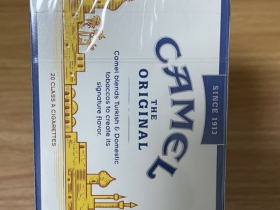 SINCE 1913
CAMEL
THE
ORIGINAL
Camel blends Turkish & Domestic
tobaccos to create its
signature flavor.
20 CLASS A CIGARETTES